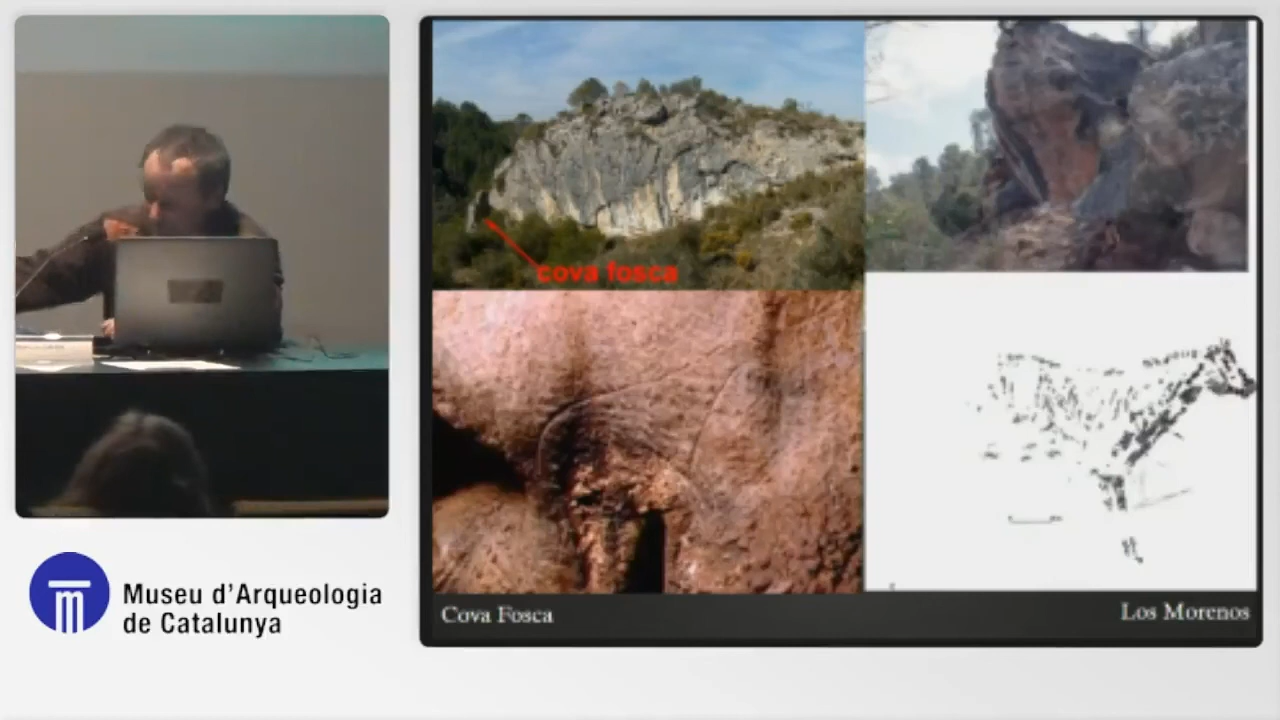 cova fosca
Cova Fosca
Los Morenos
Museu d'Arqueologia
de Catalunya